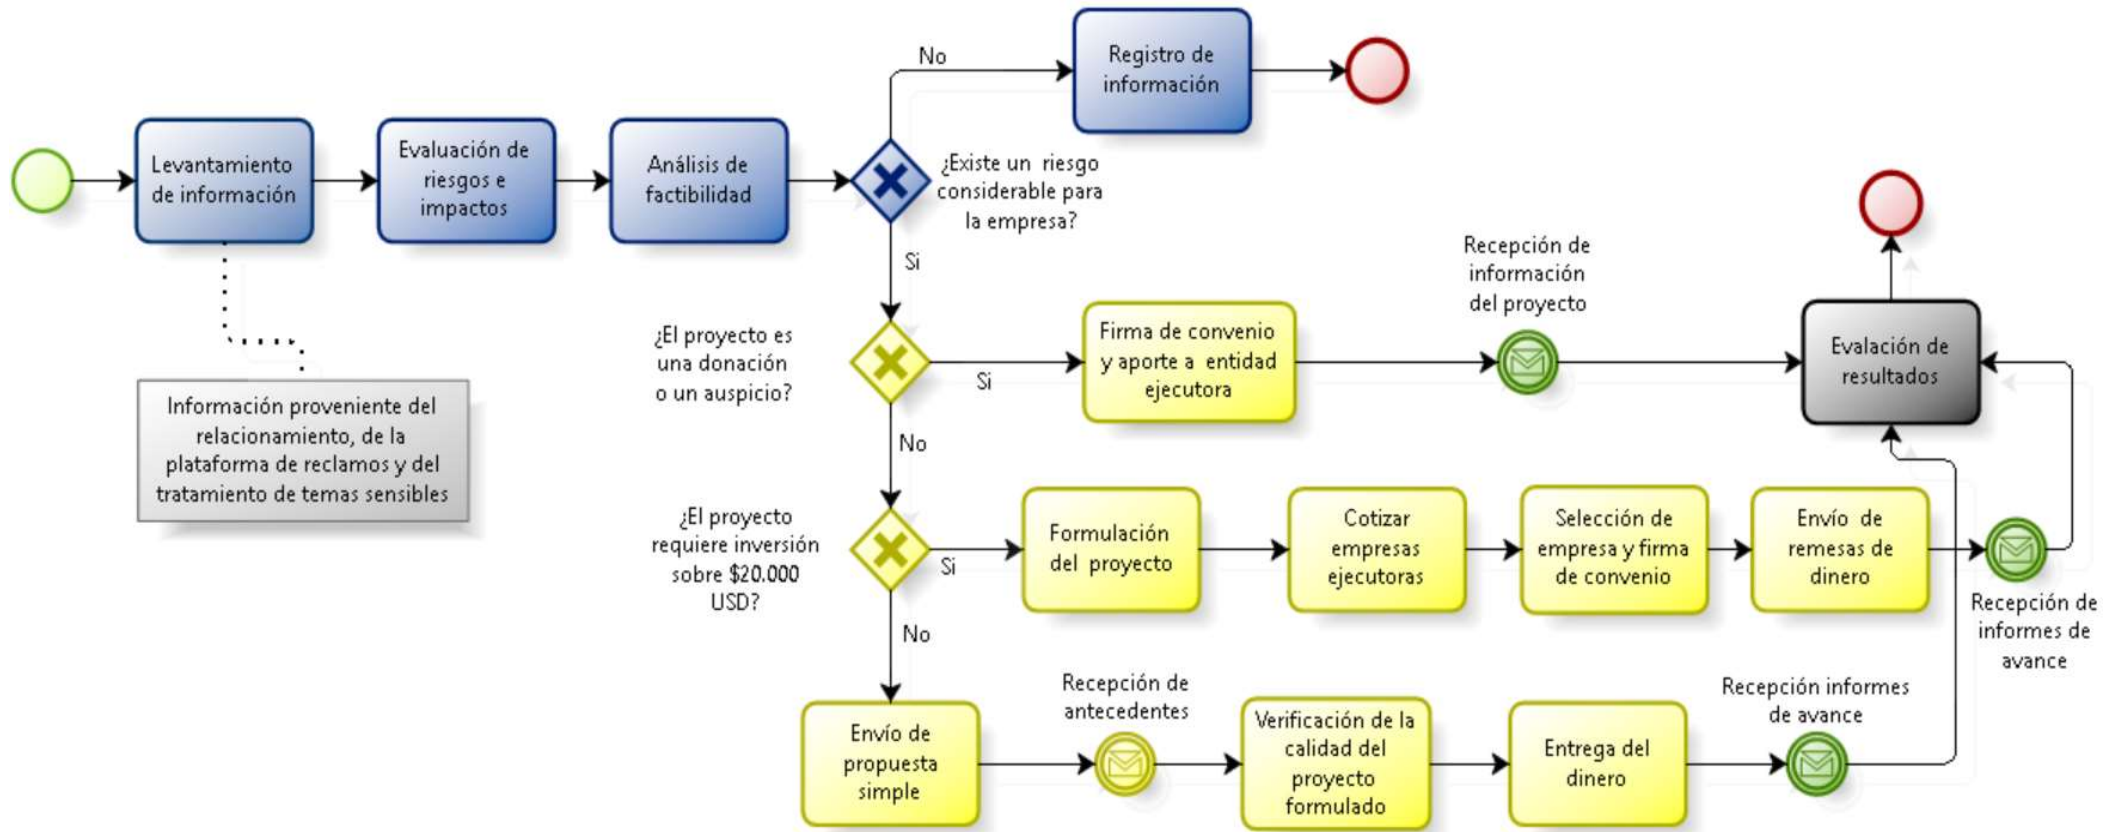 No
Registro de
información
Levantamiento
de información
Evaluación de
riesgos e
impactos
Análisis de
factibilidad
¿Existe un riesgo
considerable para
la empresa?
Si
Información proveniente del
relacionamiento, de la
plataforma de reclamos y del
tratamiento de temas sensibles
¿El proyecto es
una donación
o un auspicio?
Si
Firma de convenio
y aporte a entidad
ejecutora
Recepción de
información
del proyecto
Evalación de
resultados
No
¿El proyecto
requiere inversión
sobre $20.000
USD?
Si
Formulación
del proyecto
Cotizar
empresas
ejecutoras
Selección de
empresa y firma
de convenio
Envío de
remesas de
dinero
Recepción de
informes de
avance
No
Envío de
propuesta
simple
Recepción de
antecedentes
Verificación de la
calidad del
proyecto
formulado
Entrega del
dinero
Recepción informes
de avance